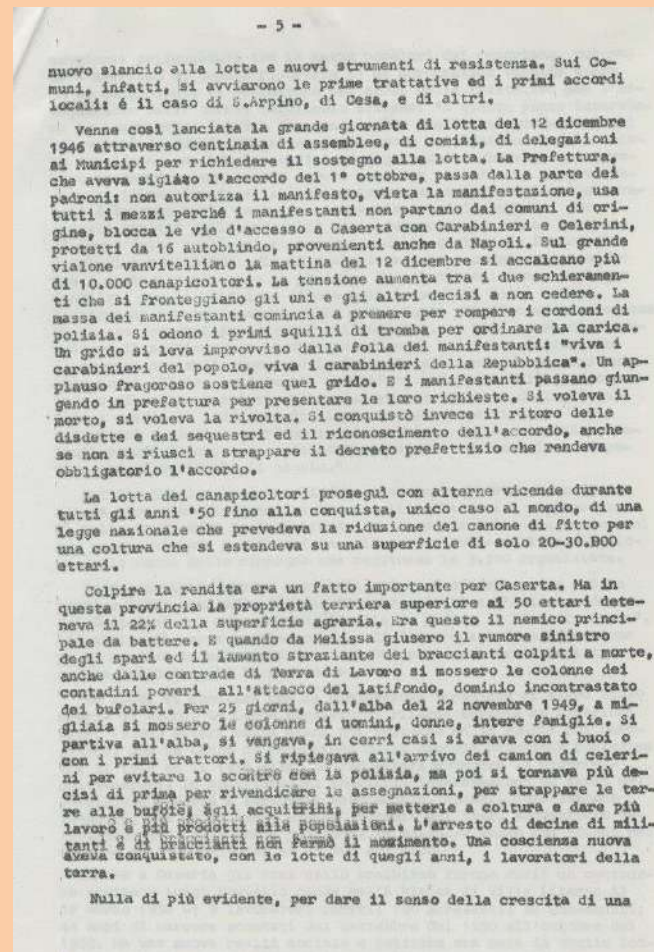 - 5 -
nuovo slancio alla lotta e nuovi strumenti di resistenza. Sui Co-
muni, infatti, si avviarono le prime trattative ed i primi accordi
locali: é il caso di S.Arpino, di Cesa, e di altri.
Venne così lanciata la grande giornata di lotta del 12 dicembre
1946 attraverso centinaia di assemblee, di comizi, di delegazioni
ai Municipi per richiedere il sostegno alla lotta. La Prefettura,
che aveva siglato l'accordo del 1° ottobre, passa dalla parte dei
padroni: non autorizza il manifesto, vieta la manifestazione, usa
tutti i mezzi perché i manifestanti non partano dai comuni di ori-
gine, blocca le vie d'accesso a Caserta con Carabinieri e Celerini,
protetti da 16 autoblindo, provenienti anche da Napoli. Sul grande
vialone vanvitelliano la mattina del 12 dicembre si accalcano più
di 10.000 canapicoltori. La tensione aumenta tra i due schieramen-
ti che si fronteggiano gli uni e gli altri decisi a non cedere. La
massa dei manifestanti comincia a premere per rompere i cordoni di
polizia. Si odono i primi squilli di tromba per ordinare la carica.
Un grido si leva improvviso dalla folla dei manifestanti: "viva i
carabinieri del popolo, viva i carabinieri della Repubblica". Un ap-
plauso fragoroso sostiene quel grido. E i manifestanti passano giun-
gendo in prefettura per presentare le loro richieste. Si voleva il
morto, si voleva la rivolta. Si conquistò invece il ritoro delle
disdette e dei sequestri ed il riconoscimento dell'accordo, anche
se non si riuscì a strappare il decreto prefettizio che rendeva
obbligatorio l'accordo.
La lotta dei canapicoltori proseguì con alterne vicende durante
tutti gli anni '50 fino alla conquista, unico caso al mondo, di una
legge nazionale che prevedeva la riduzione del canone di fitto per
una coltura che si estendeva su una superficie di solo 20-30.000
ettari.
Colpire la rendita era un fatto importante per Caserta. Ma in
questa provincia la proprietà terriera superiore ai 50 ettari dete-
neva il 22% della superficie agraria. Era questo il nemico princi-
pale da battere. E quando da Melissa giusero il rumore sinistro
degli spari ed il lamento straziante dei braccianti colpiti a morte,
anche dalle contrade di Terra di Lavoro si mossero le colonne dei
contadini poveri all'attacco del latifondo, dominio incontrastato
dei bufolari. Per 25 giorni, dall'alba del 22 novembre 1949, a mi-
gliaia si mossero le colonne di uomini, donne, intere famiglie. Si
partiva all'alba, si vangava, in cerri casi si arava con i buoi o
con i primi trattori. Si ripiegava all'arrivo dei camion di celeri-
ni per evitare lo scontro con la polizia, ma poi si tornava più de-
cisi di prima per rivendicare le assegnazioni, per strappare le ter-
re alle bufole, agli acquitrini, per metterle a coltura e dare più
lavoro e più prodotti alle popolazioni. L'arresto di decine di mili-
tanti e di braccianti non fermò il movimento. Una coscienza nuova
aveva conquistato, con le lotte di quegli anni, i lavoratori della
terra.
Nulla di più evidente, per dare il senso della crescita di una